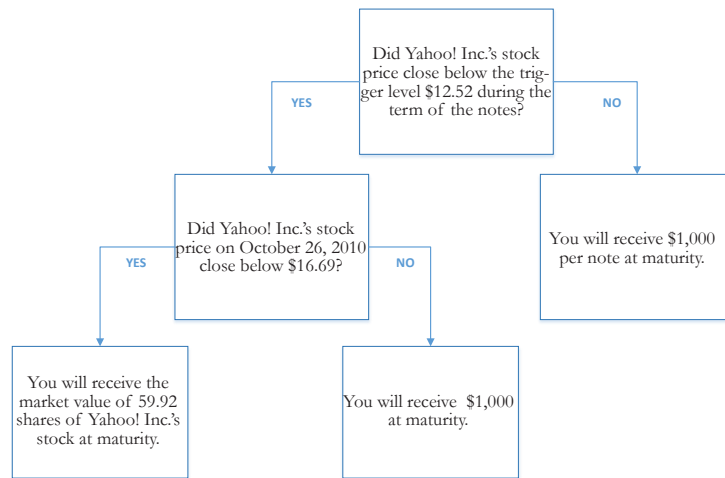 Did Yahoo! Inc.'s stock
price close below the trig-
ger level $12.52 during the
term of the notes?
YES
NO
Did Yahoo! Inc.'s stock
price on October 26, 2010
close below $16.69?
You will receive $1,000
per note at maturity.
YES
NO
You will receive the
market value of 59.92
shares of Yahoo! Inc.'s
stock at maturity.
You will receive $1,000
at maturity.